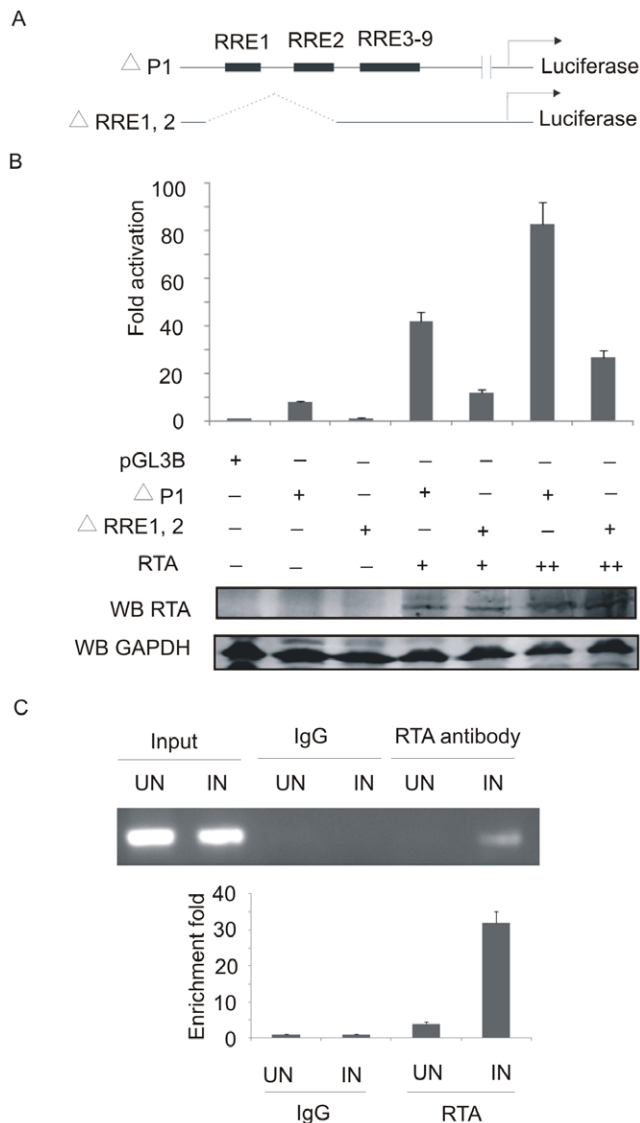 A
RRE1 RRE2 RRE3-9
△ P1 Luciferase
△ RRE1, 2 Luciferase
B
Fold activation
100
80
60
40
20
0
pGL3B + – – – – – –
△ P1 – + – + – + –
△ RRE1, 2 – – + – + – +
RTA – – – + + ++ ++
WB RTA
WB GAPDH
C
Input IgG RTA antibody
UN IN UN IN UN IN
Enrichment fold
40
30
20
10
0
UN IN UN IN
IgG RTA